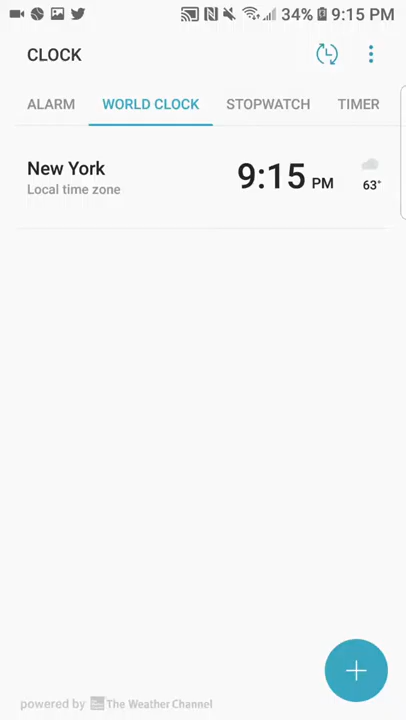 34% 9:15 PM
CLOCK
ALARM WORLD CLOCK STOPWATCH TIMER
New York 9:15 PM 63°
Local time zone
powered by The Weather Channel